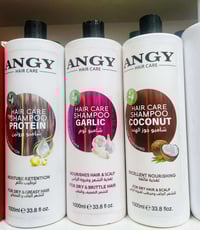 ANGY
HAIR CARE
HAIR CARE
SHAMPOO
PROTEIN
شامبو بروتين
MOISTURE RETENTION
FOR DRY & GREASY HAIR
1000ml e 33.8 fl. oz.
ANGY
HAIR CARE
HAIR CARE
SHAMPOO
GARLIC
شامبو ثوم
NOURISHES HAIR & SCALP
FOR DRY & BRITTLE HAIR
1000ml e 33.8 fl. oz.
ANGY
HAIR CARE
HAIR CARE
SHAMPOO
COCONUT
شامبو جوز الهند
EXCELLENT NOURISHING
FOR DRY HAIR & SCALP
1000ml e 33.8 fl. oz.